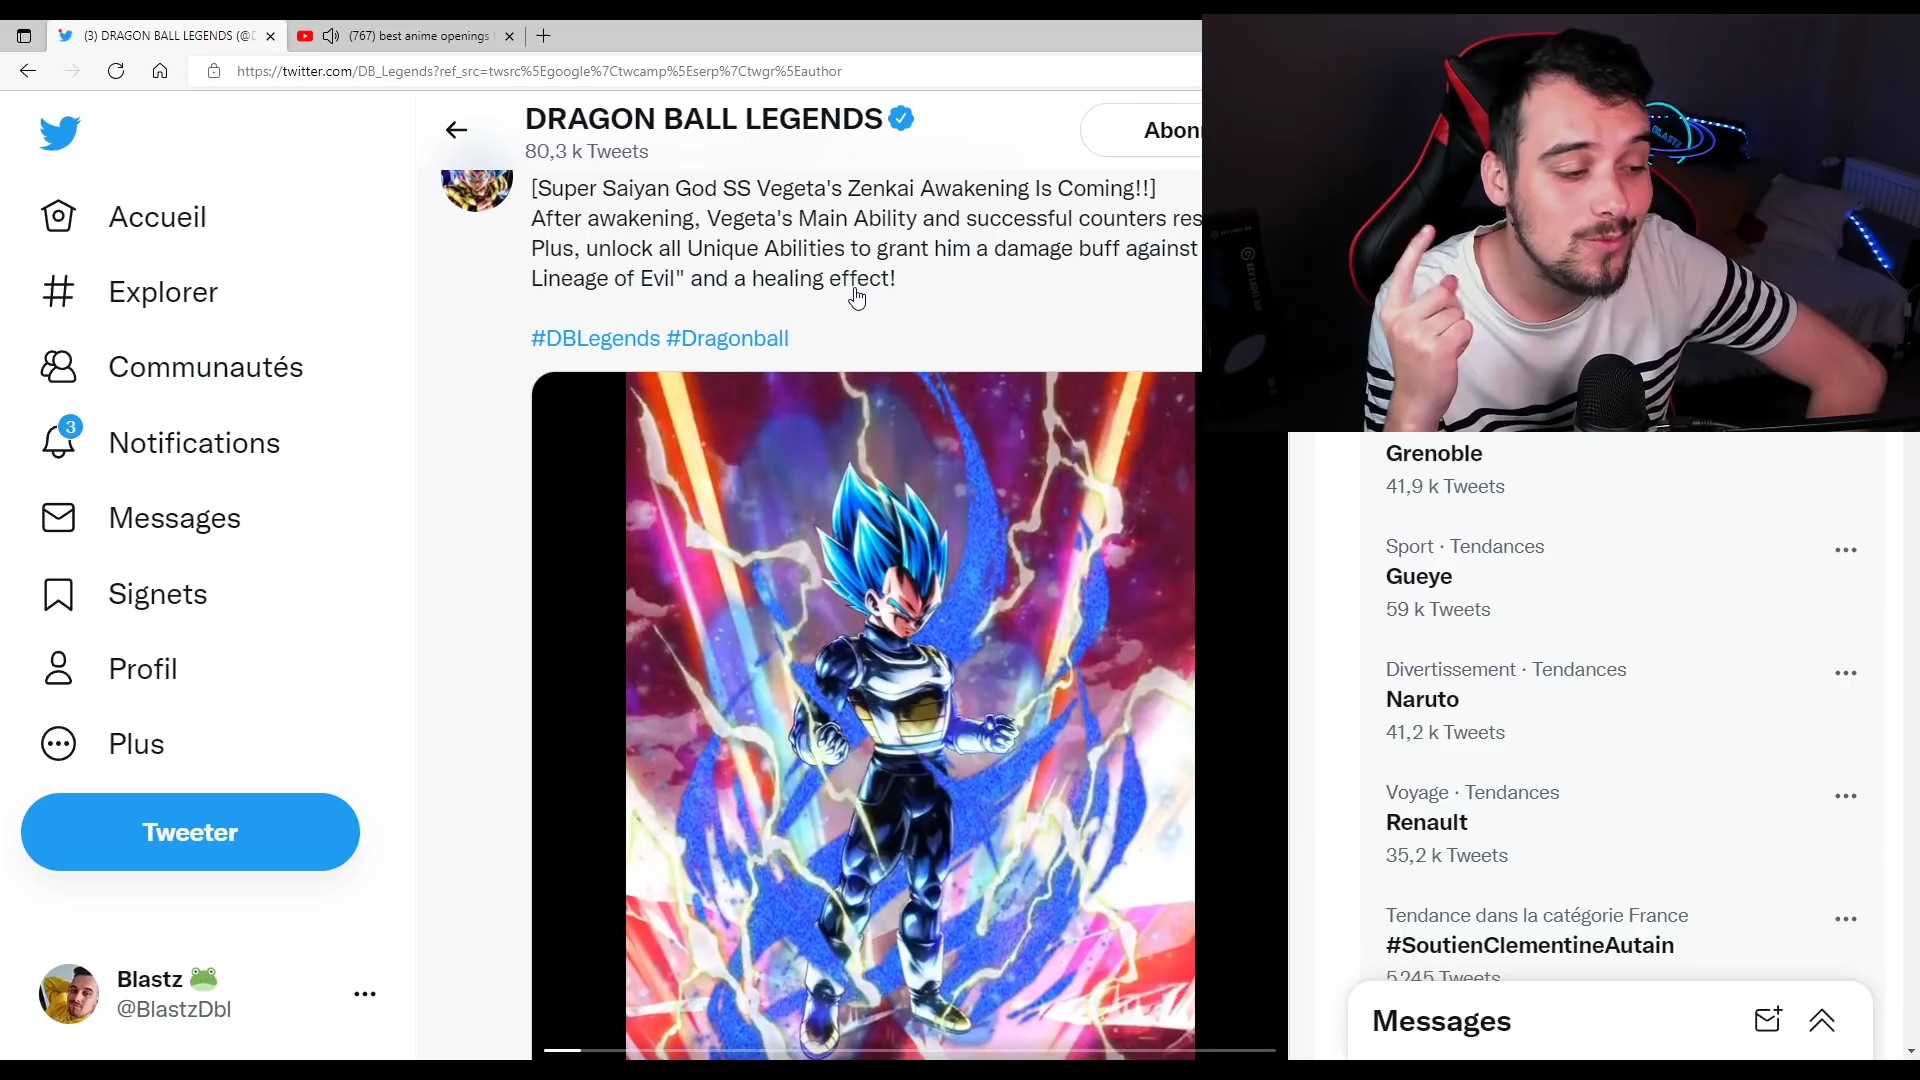 (3) DRAGON BALL LEGENDS (@D
(767) best anime openings
https://twitter.com/DB_Legends?ref_src=twsrc%5Egoogle%7Ctwcamp%5Eserp%7Ctwgr%5Eauthor
DRAGON BALL LEGENDS
80,3 k Tweets
Abon
[Super Saiyan God SS Vegeta's Zenkai Awakening Is Coming!!]
After awakening, Vegeta's Main Ability and successful counters res
Plus, unlock all Unique Abilities to grant him a damage buff against
Lineage of Evil" and a healing effect!
#DBLegends #Dragonball
Accueil
Explorer
Communautés
3
Notifications
Messages
Signets
Profil
Plus
Tweeter
Blastz
@BlastzDbl
BLASTZ
Grenoble
41,9 k Tweets
Sport · Tendances
Gueye
59 k Tweets
Divertissement · Tendances
Naruto
41,2 k Tweets
Voyage · Tendances
Renault
35,2 k Tweets
Tendance dans la catégorie France
#SoutienClementineAutain
5 245 Tweets
Messages